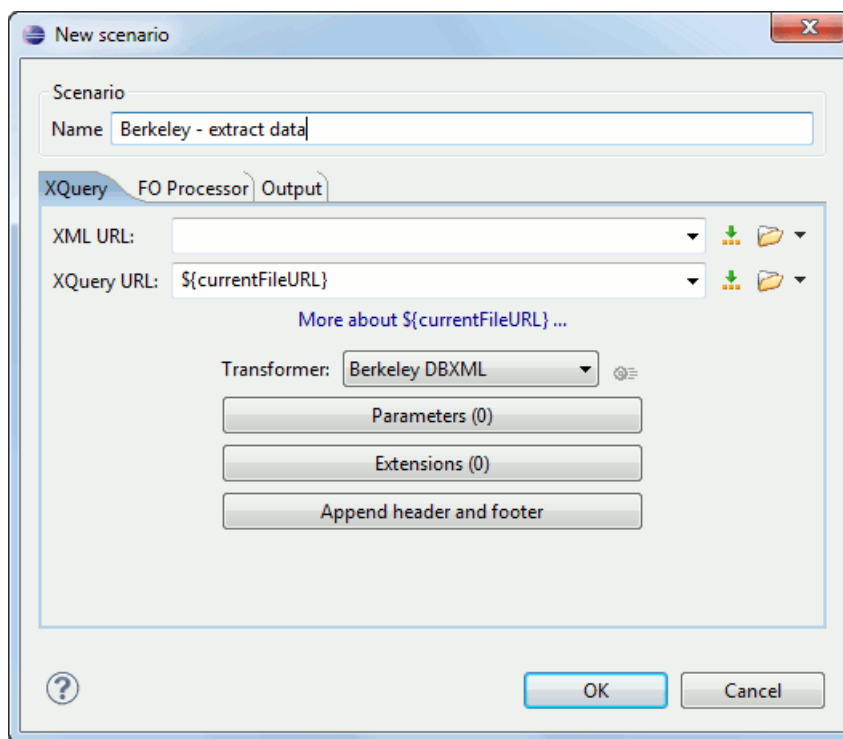 New scenario
Scenario
Name Berkeley - extract data
XQuery FO Processor Output
XML URL:
XQuery URL: ${currentFileURL}
More about ${currentFileURL} ...
Transformer: Berkeley DBXML
Parameters (0)
Extensions (0)
Append header and footer
? OK Cancel